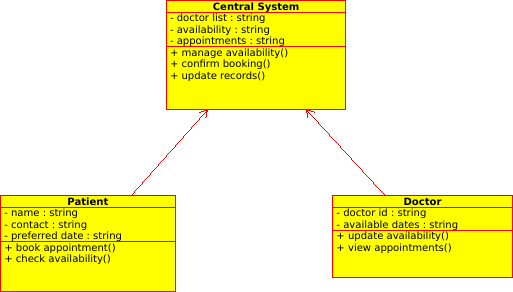 Central System
- doctor list : string
- availability : string
- appointments : string
+ manage availability()
+ confirm booking()
+ update records()
Patient
- name : string
- contact : string
- preferred date : string
+ book appointment()
+ check availability()
Doctor
- doctor id : string
- available dates : string
+ update availability()
+ view appointments()